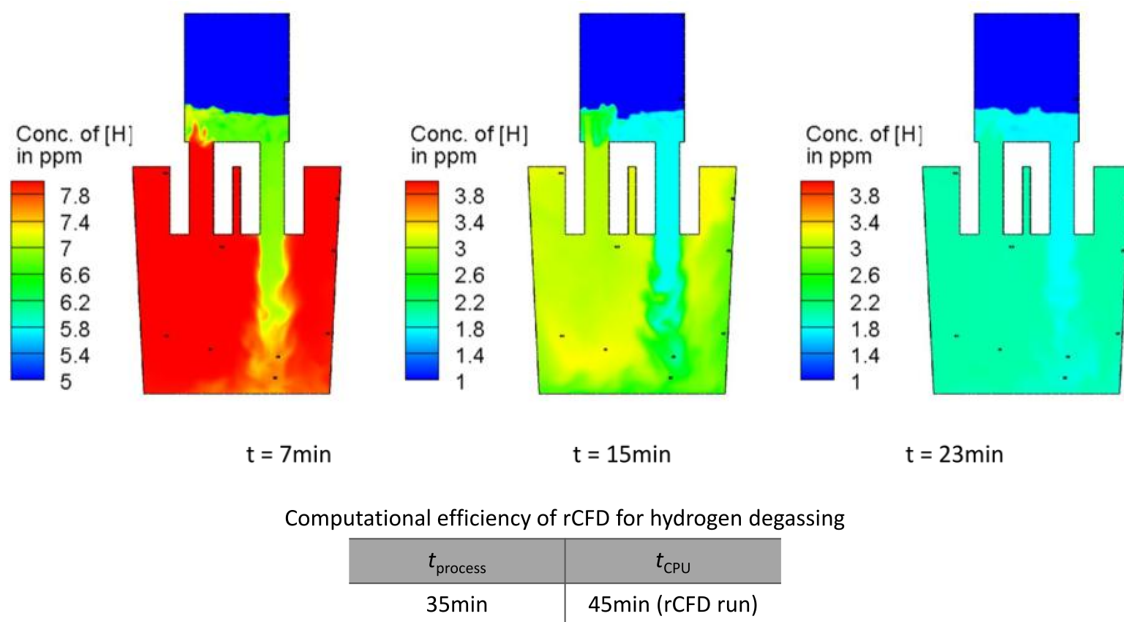 Conc. of [H]
in ppm
7.8
7.4
7
6.6
6.2
5.8
5.4
5
Conc. of [H]
in ppm
3.8
3.4
3
2.6
2.2
1.8
1.4
1
Conc. of [H]
in ppm
3.8
3.4
3
2.6
2.2
1.8
1.4
1
t = 7min
t = 15min
t = 23min
Computational efficiency of rCFD for hydrogen degassing
tprocess tCPU
35min 45min (rCFD run)